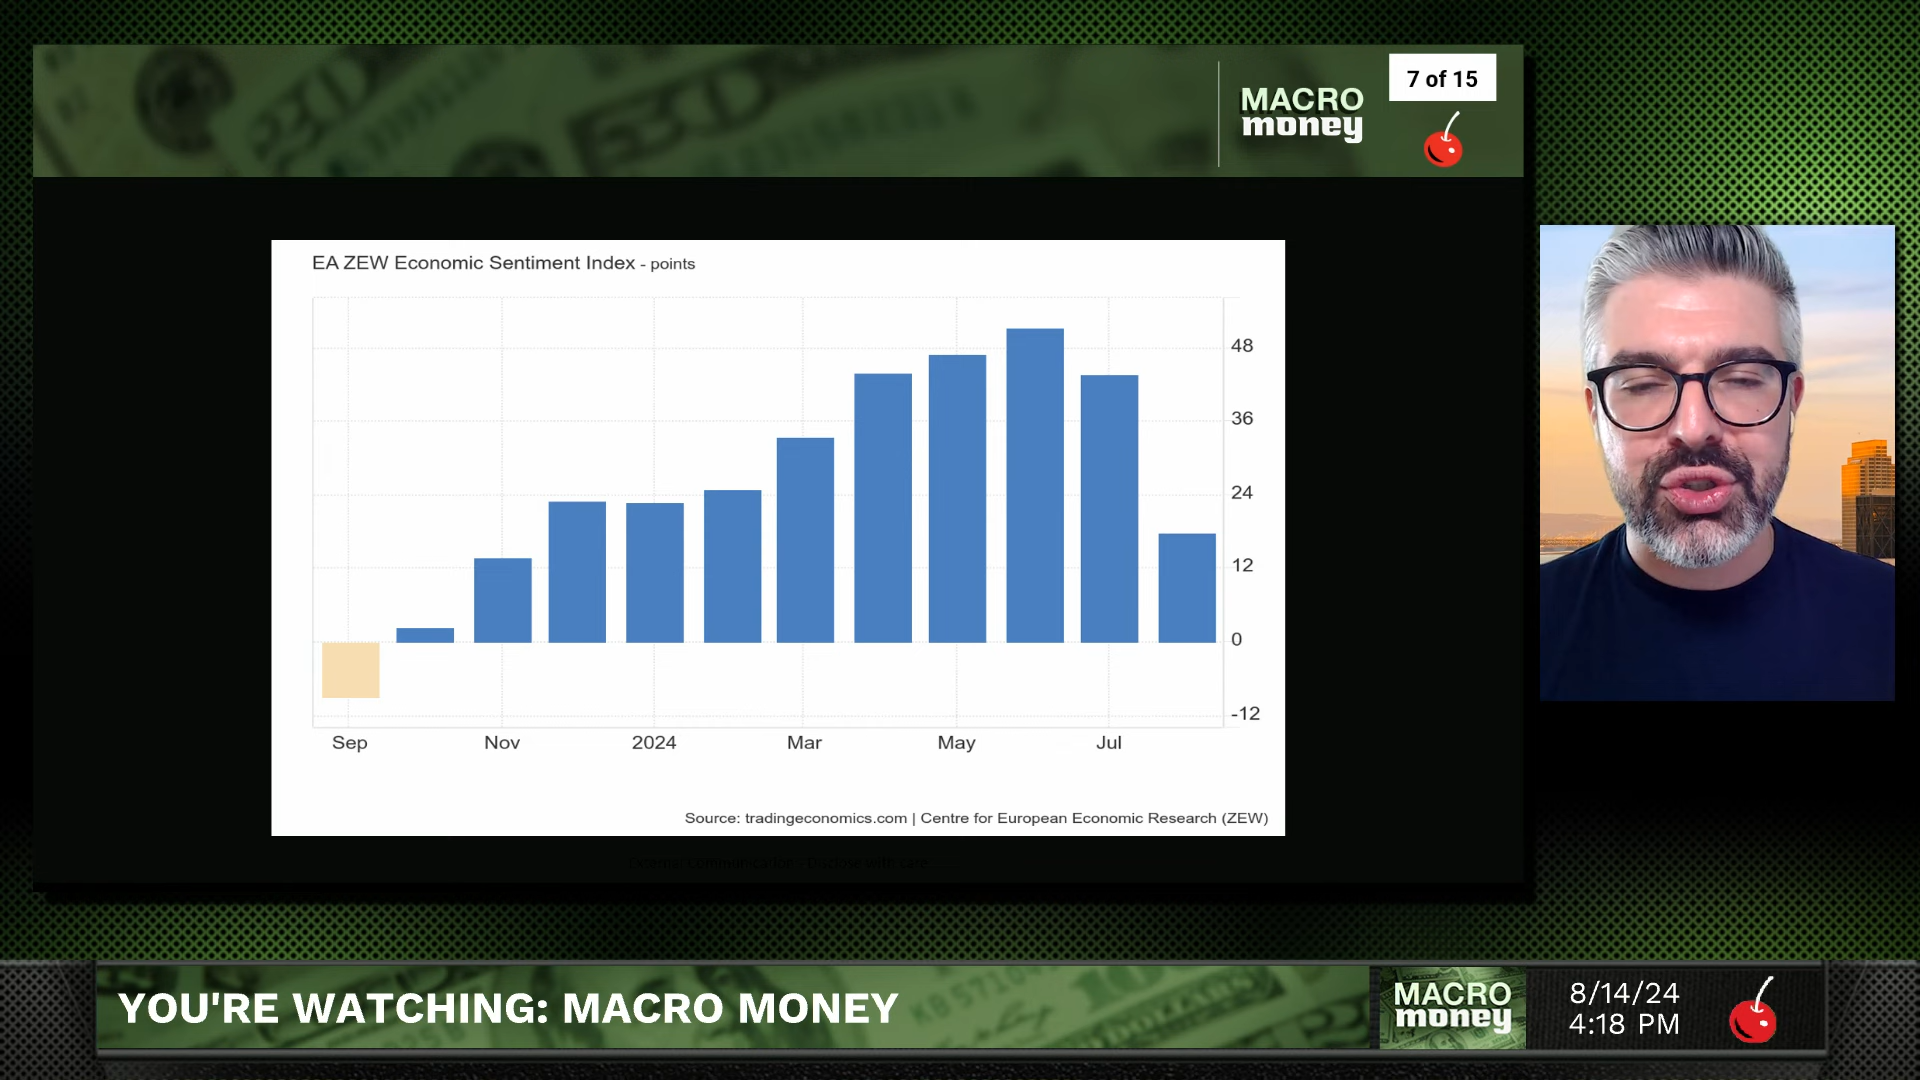 MACRO
money
7 of 15
EA ZEW Economic Sentiment Index - points
48
36
24
12
0
-12
Sep
Nov
2024
Mar
May
Jul
Source: tradingeconomics.com | Centre for European Economic Research (ZEW)
YOU'RE WATCHING: MACRO MONEY
MACRO
money
8/14/24
4:18 PM